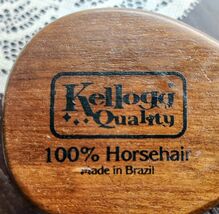 Kellogg
Quality
100% Horsehair
made in Brazil